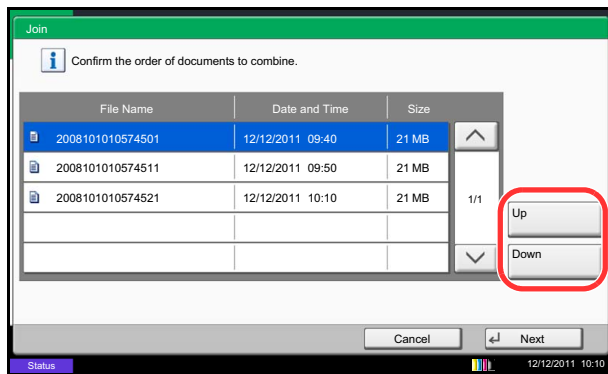 Join
Confirm the order of documents to combine.
File Name Date and Time Size
2008101010574501 12/12/2011 09:40 21 MB
2008101010574511 12/12/2011 09:50 21 MB
2008101010574521 12/12/2011 10:10 21 MB
1/1
Up
Down
Cancel Next
Status 12/12/2011 10:10